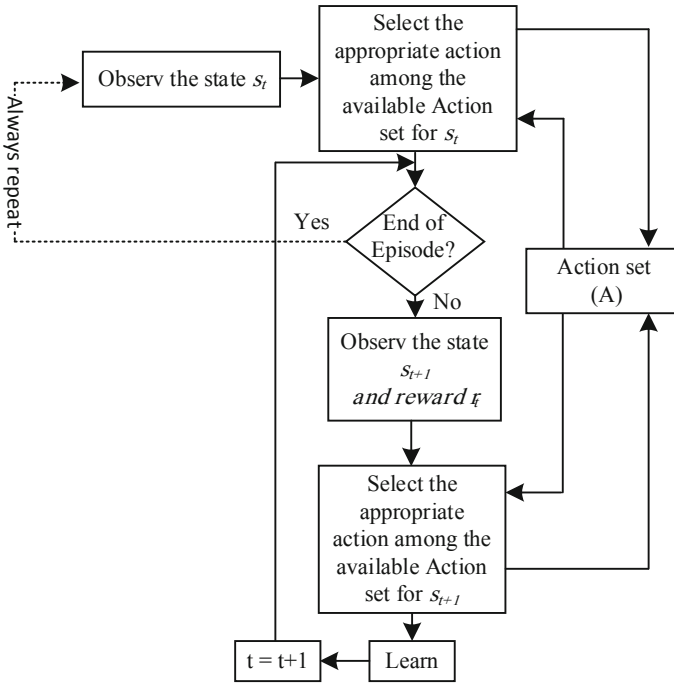 Select the
appropriate action
among the
available Action
set for s_t
Observ the state s_t
Always repeat
Yes
End of
Episode?
No
Action set
(A)
Observ the state
s_{t+1}
and reward r_t
Select the
appropriate
action among the
available Action
set for s_{t+1}
t = t+1
Learn